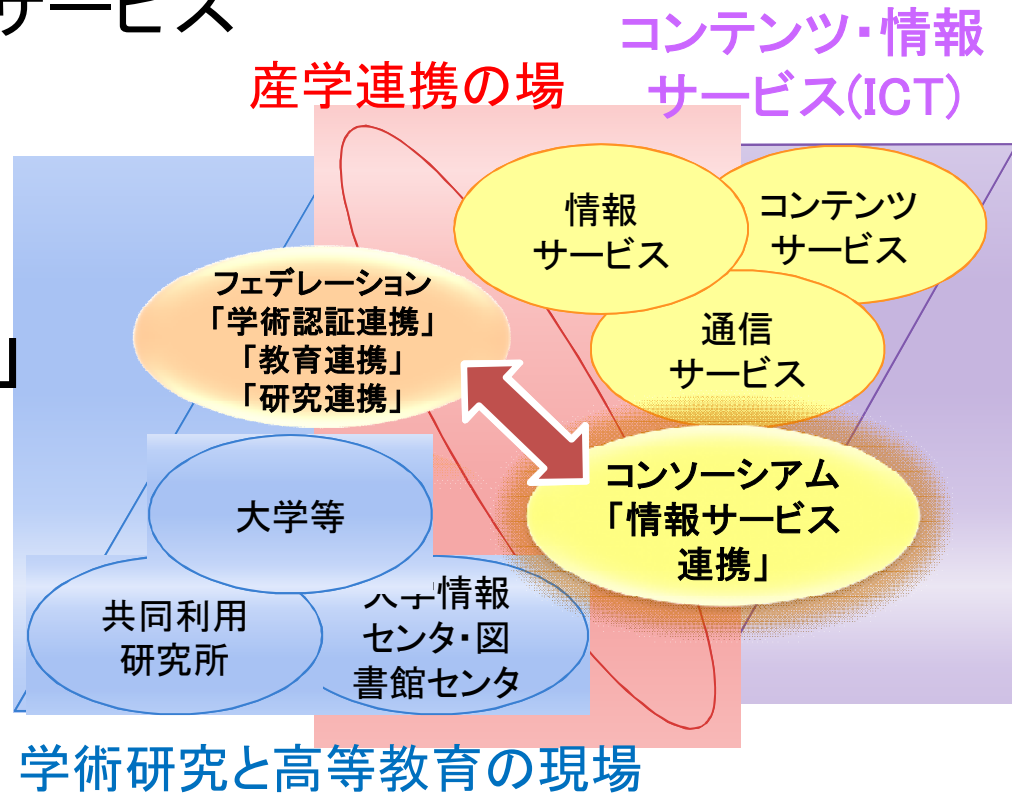 サービス
コンテンツ・情報
サービス(ICT)
産学連携の場
情報
サービス
コンテンツ
サービス
フェデレーション
「学術認証連携」
「教育連携」
「研究連携」
通信
サービス
」
コンソーシアム
「情報サービス
連携」
大学等
共同利用
研究所
情報
センタ・図
書館センタ
学術研究と高等教育の現場